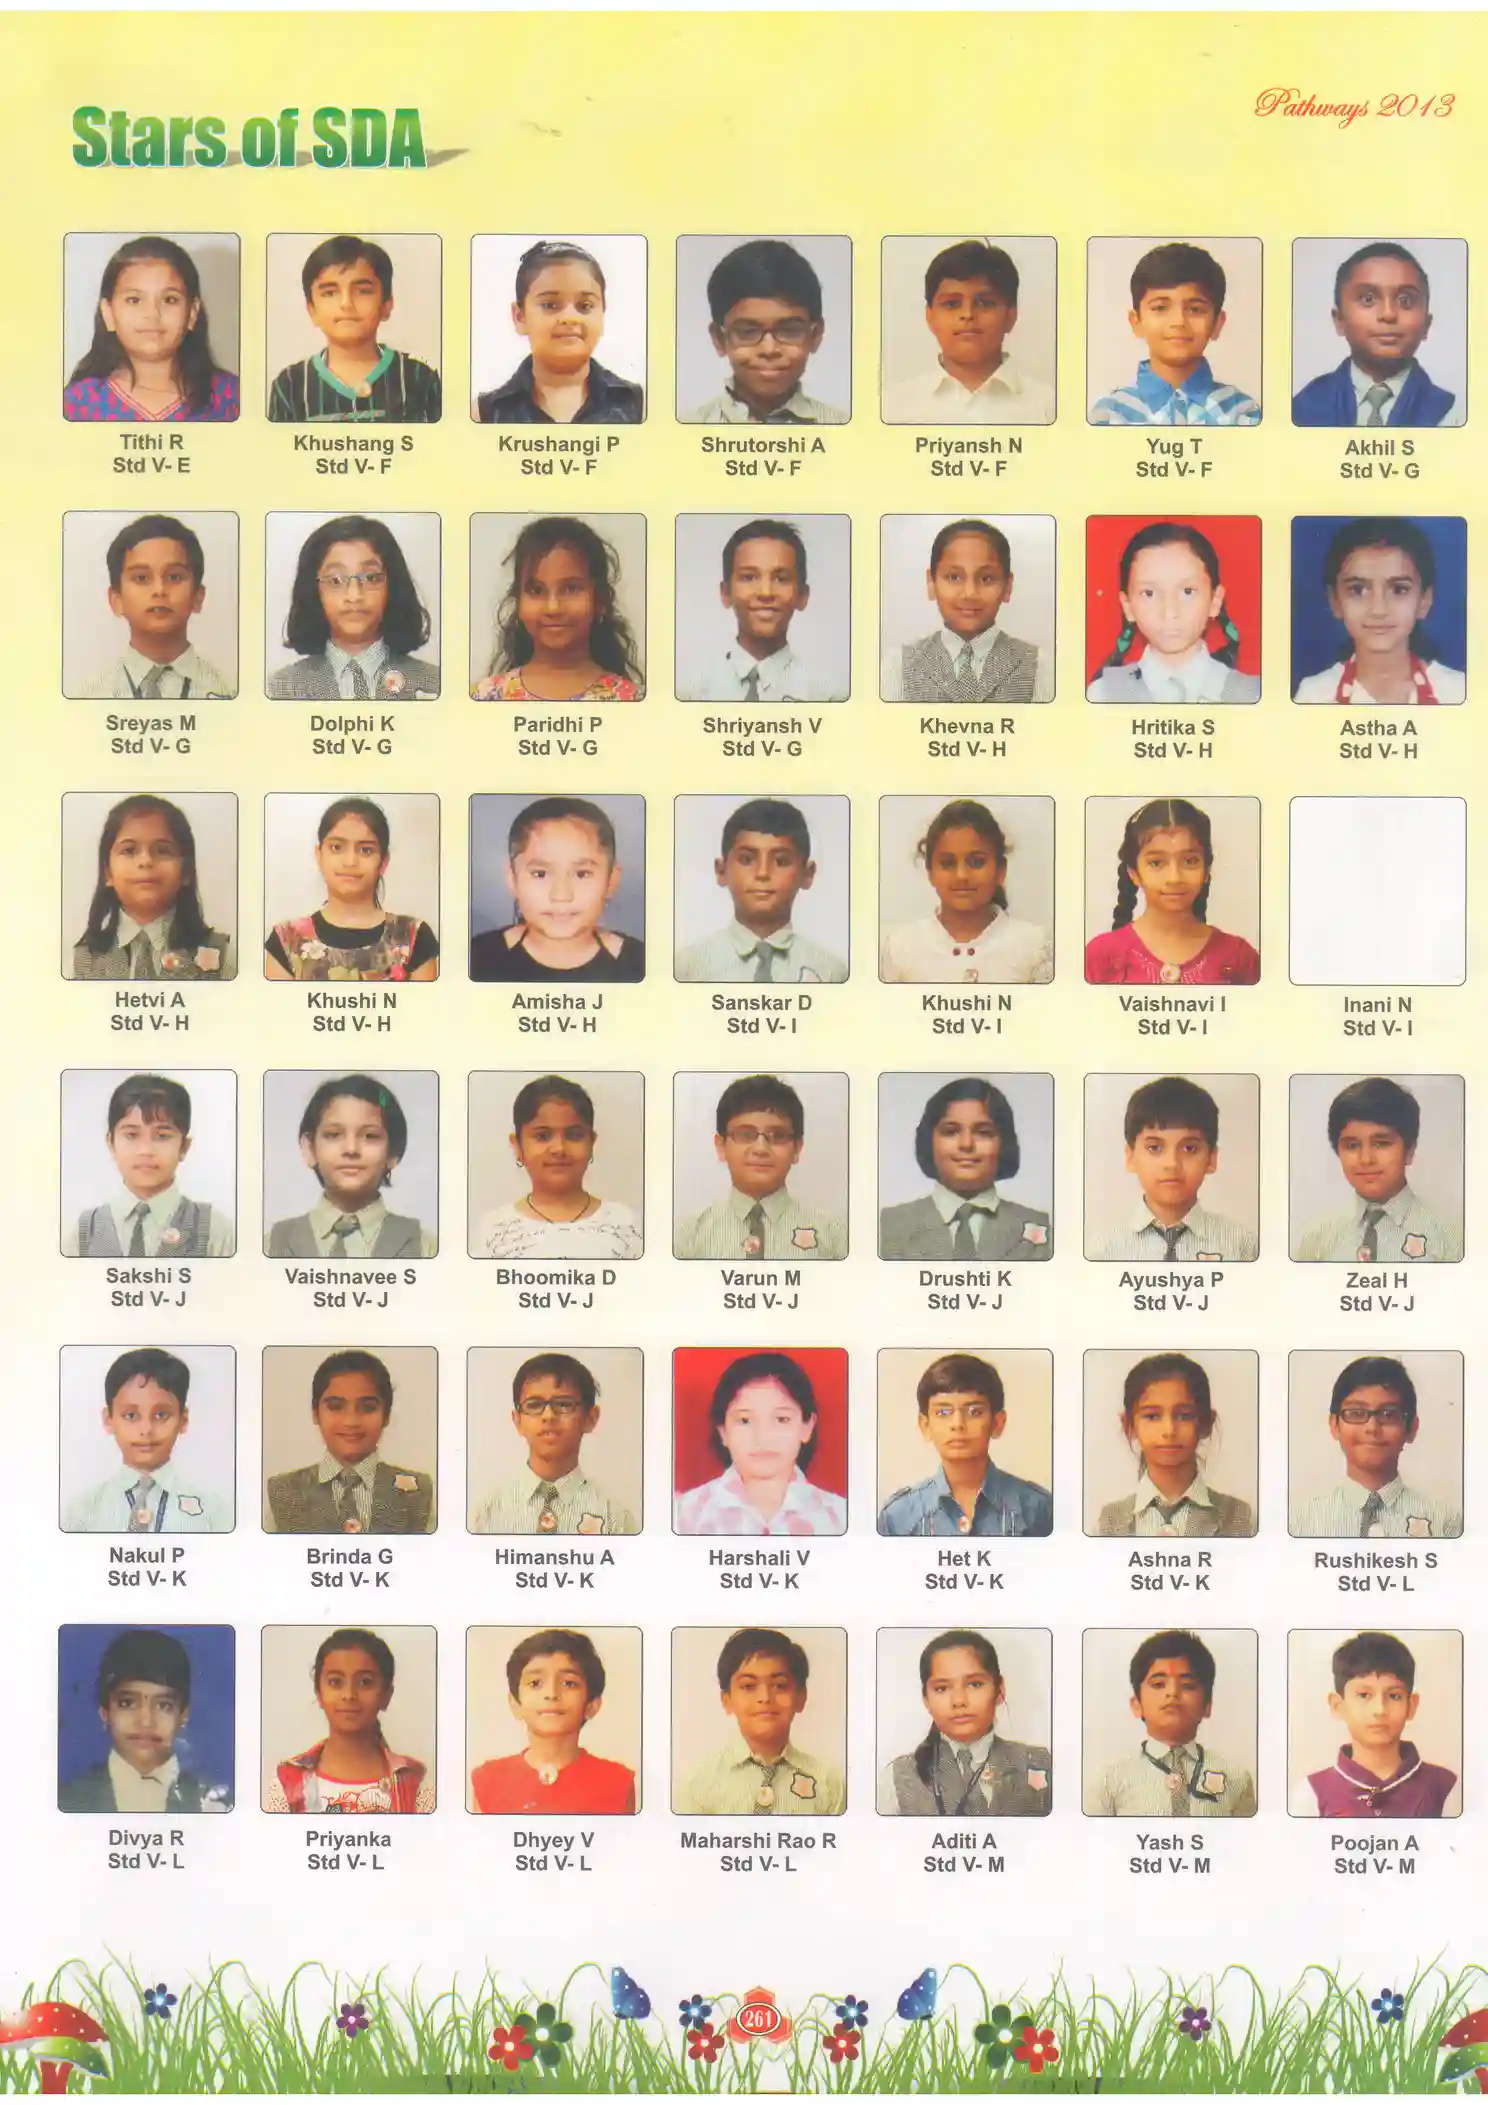 Stars of SDA
Pathways 2013
Tithi R
Std V- E
Khushang S
Std V- F
Krushangi P
Std V- F
Shrutorshi A
Std V- F
Priyansh N
Std V- F
Yug T
Std V- F
Akhil S
Std V- G
Sreyas M
Std V- G
Dolphi K
Std V- G
Paridhi P
Std V- G
Shriyansh V
Std V- G
Khevna R
Std V- H
Hritika S
Std V- H
Astha A
Std V- H
Hetvi A
Std V- H
Khushi N
Std V- H
Amisha J
Std V- H
Sanskar D
Std V- I
Khushi N
Std V- I
Vaishnavi I
Std V- I
Inani N
Std V- I
Sakshi S
Std V- J
Vaishnavee S
Std V- J
Bhoomika D
Std V- J
Varun M
Std V- J
Drushti K
Std V- J
Ayushya P
Std V- J
Zeal H
Std V- J
Nakul P
Std V- K
Brinda G
Std V- K
Himanshu A
Std V- K
Harshali V
Std V- K
Het K
Std V- K
Ashna R
Std V- K
Rushikesh S
Std V- L
Divya R
Std V- L
Priyanka
Std V- L
Dhyey V
Std V- L
Maharshi Rao R
Std V- L
Aditi A
Std V- M
Yash S
Std V- M
Poojan A
Std V- M
261